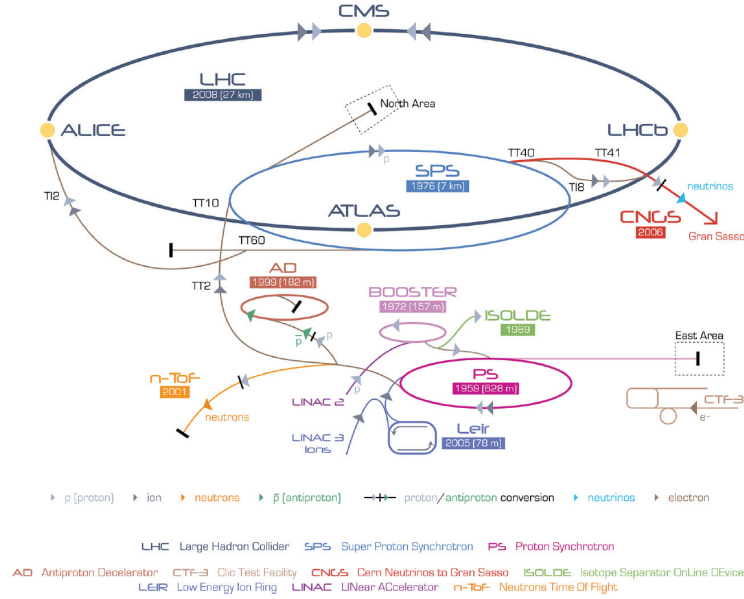 CMS
LHC
2008 (27 km)
North Area
ALICE
LHCb
TT40
TT41
SPS
1976 (7 km)
p
TI8
neutrinos
TI2
TT10
ATLAS
CNGS
2006
Gran Sasso
TT60
AD
1999 (182 m)
TT2
BOOSTER
1972 (157 m)
ISOLDE
1989
p̅
p
East Area
n-ToF
2001
PS
1959 (628 m)
neutrons
LINAC 2
p
CTF-3
e-
LINAC 3
Ions
Leir
2005 (78 m)
p (proton) ion neutrons p̅ (antiproton) proton/antiproton conversion neutrinos electron
LHC Large Hadron Collider SPS Super Proton Synchrotron PS Proton Synchrotron
AD Antiproton Decelerator CTF-3 Clic Test Facility CNGS Cern Neutrinos to Gran Sasso ISOLDE Isotope Separator OnLine DEvice
LEIR Low Energy Ion Ring LINAC LINear ACcelerator n-ToF Neutrons Time Of Flight